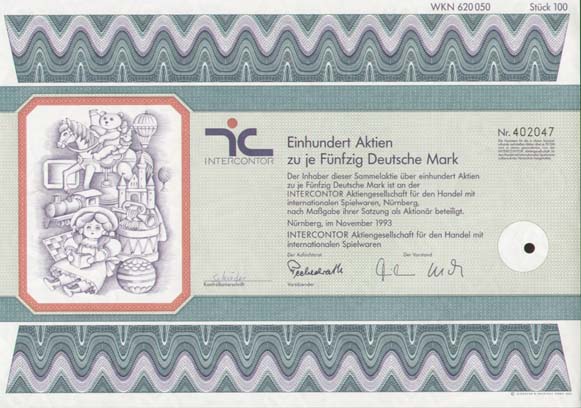 WKN 620 050 Stück 100
INTERCONTOR
Einhundert Aktien
zu je Fünfzig Deutsche Mark
Nr. 402047
Der Inhaber dieser Sammelaktie über einhundert Aktien
zu je Fünfzig Deutsche Mark ist an der
INTERCONTOR Aktiengesellschaft für den Handel mit
internationalen Spielwaren, Nürnberg,
nach Maßgabe ihrer Satzung als Aktionär beteiligt.
Nürnberg, im November 1993
INTERCONTOR Aktiengesellschaft für den Handel mit
internationalen Spielwaren
Der Aufsichtsrat Der Vorstand
Kontrollunterschrift Vorsitzender